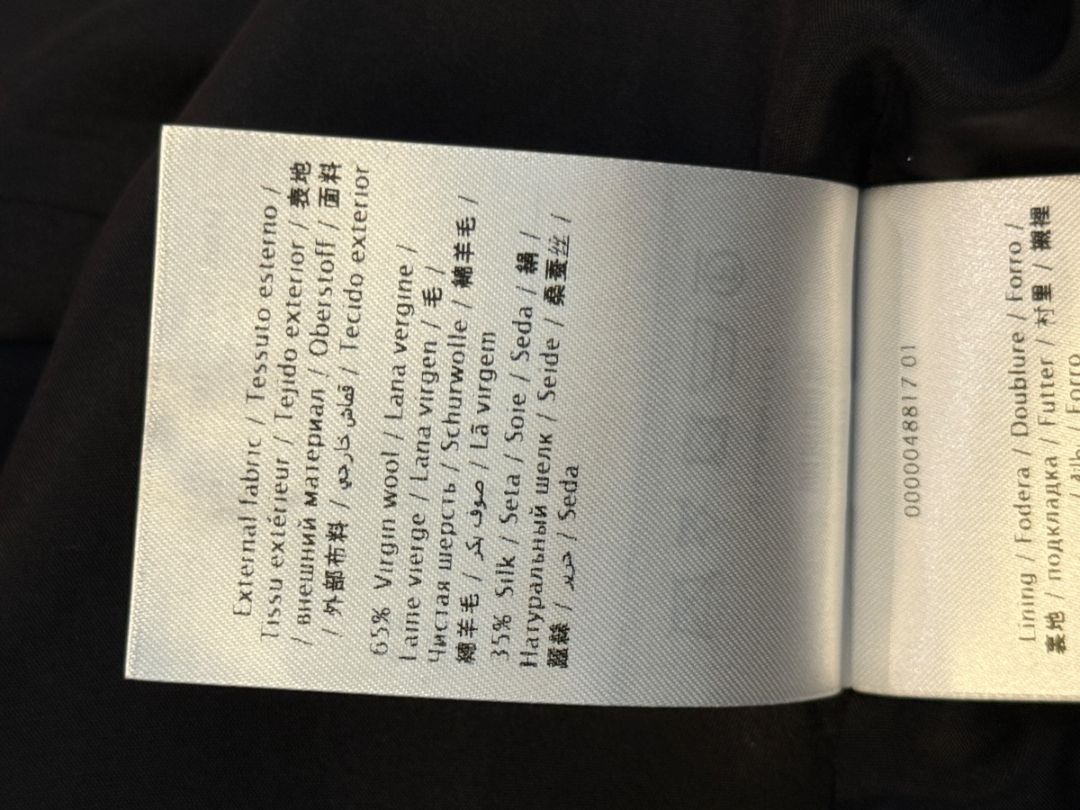 External fabric / Tessuto esterno /
Tissu extérieur / Tejido exterior / 表地
/ внешний материал / Oberstoff / 面料
/ 外部布料 / قماش خارجي / Tecido exterior
65% Virgin wool / Lana vergine /
Laine vierge / Lana virgen / 毛 /
Чистая шерсть / Schurwolle / 綿羊毛 /
綿羊毛 / صوف بكر / Lã virgem
35% Silk / Seta / Soie / Seda / 絹 /
Натуральный шелк / Seide / 桑蚕丝 /
蠶絲 / حرير / Seda
0000048817 01
Lining / Fodera / Doublure / Forro /
裏地 / подкладка / Futter / 衬里 / 襯裡
/ Forro